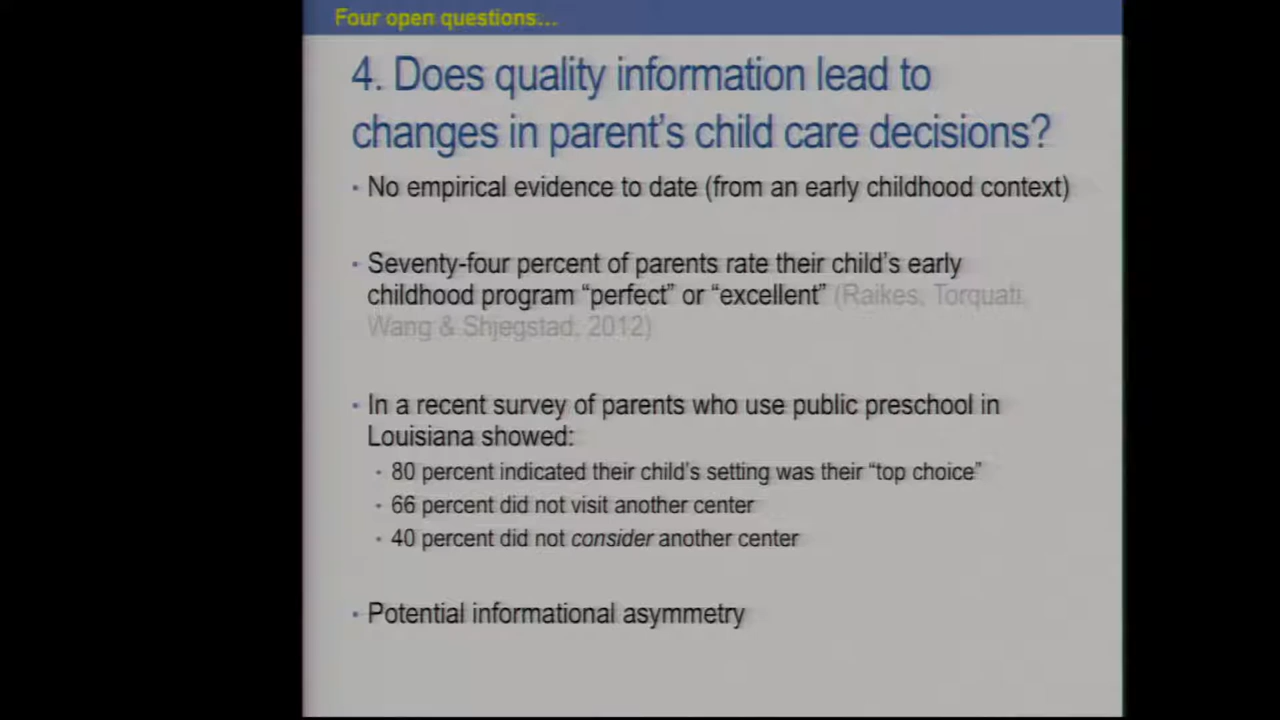 Four open questions...
4. Does quality information lead to
changes in parent's child care decisions?
• No empirical evidence to date (from an early childhood context)
• Seventy-four percent of parents rate their child's early
childhood program "perfect" or "excellent" (Raikes, Torquati,
Wang & Shjegstad, 2012)
• In a recent survey of parents who use public preschool in
Louisiana showed:
• 80 percent indicated their child's setting was their "top choice"
• 66 percent did not visit another center
• 40 percent did not consider another center
• Potential informational asymmetry